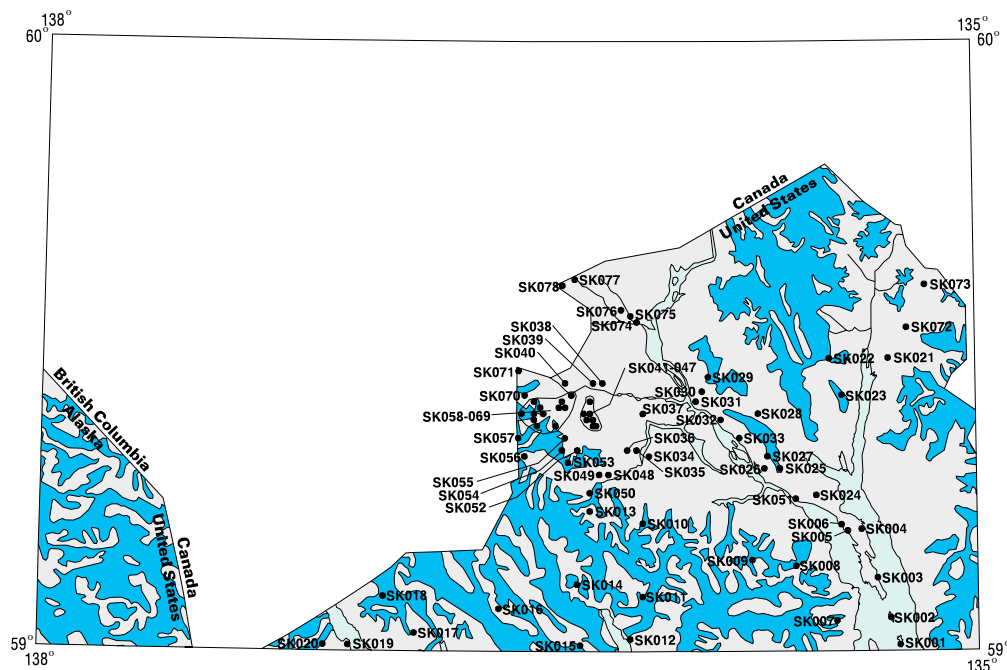 138°
135°
60°
60°
Canada
United States
SK077
SK078
SK073
SK076
SK075
SK074
SK038
SK072
SK039
SK040
SK041-047
SK022
SK021
SK071
SK029
SK070
SK030
SK023
SK031
SK058-069
SK037
SK028
SK032
British Columbia
Alaska
SK057
SK036
SK033
SK056
SK053
SK034
SK027
SK026
SK025
SK055
SK049
SK048
SK035
SK054
SK050
SK024
SK052
SK051
SK013
SK010
SK006
SK004
SK005
Canada
United States
SK009
SK008
SK003
SK014
SK018
SK011
SK016
SK002
SK007
SK017
SK012
59°
SK020
SK019
SK015
SK001
59°
138°
135°